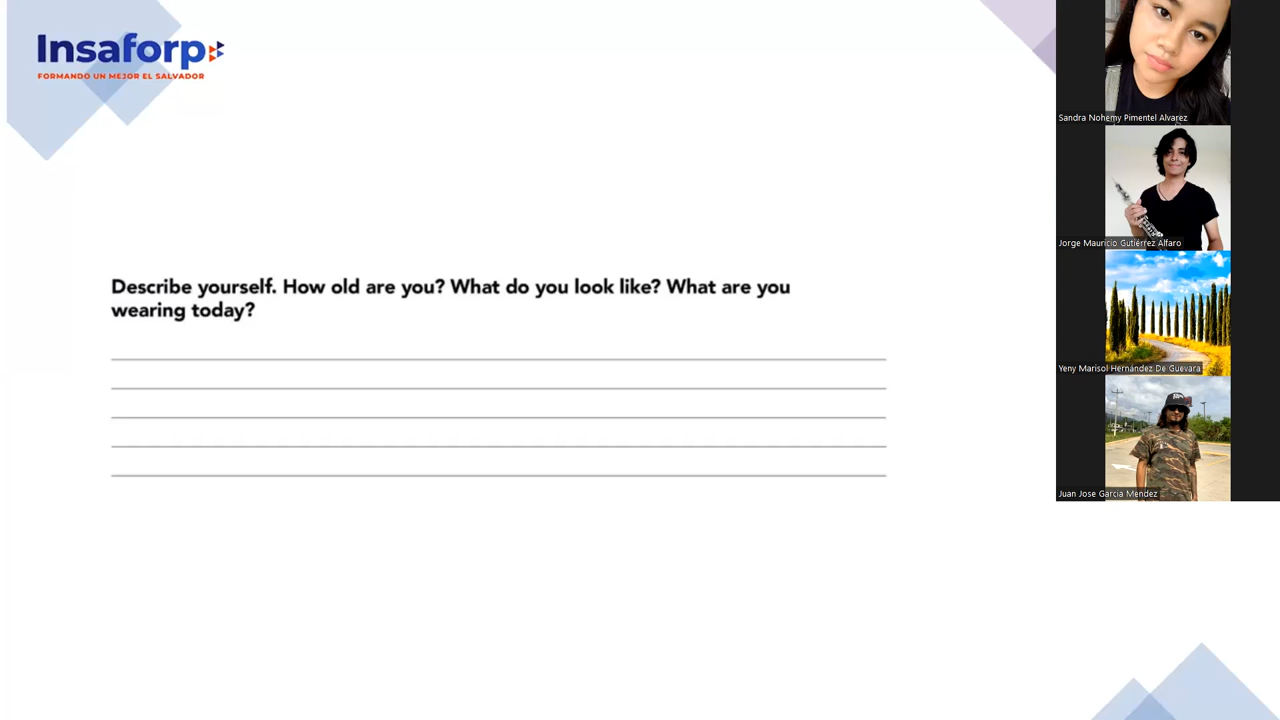 Insaforp
FORMANDO UN MEJOR EL SALVADOR
Describe yourself. How old are you? What do you look like? What are you
wearing today?
Sandra Nohemy Pimentel Alvarez
Jorge Mauricio Gutiérrez Alfaro
Yeny Marisol Hernández De Guevara
Juan Jose Garcia Mendez